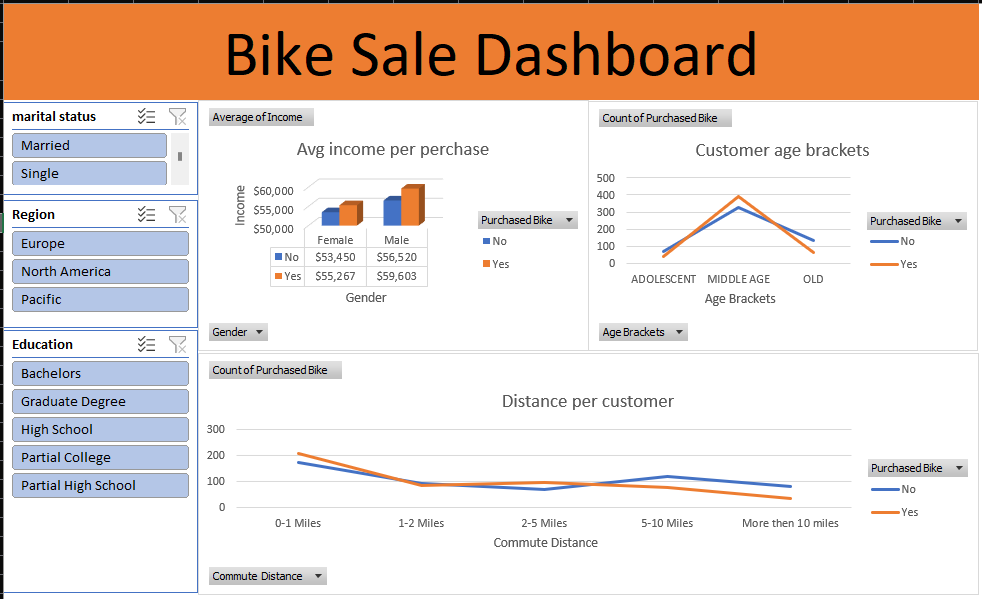 Bike Sale Dashboard
marital status
Married
Single
Region
Europe
North America
Pacific
Education
Bachelors
Graduate Degree
High School
Partial College
Partial High School
Average of Income
Avg income per perchase
Income
$60,000
$55,000
$50,000
Female Male
No $53,450 $56,520
Yes $55,267 $59,603
Gender
Purchased Bike
No
Yes
Gender
Count of Purchased Bike
Customer age brackets
500
400
300
200
100
0
ADOLESCENT MIDDLE AGE OLD
Age Brackets
Purchased Bike
No
Yes
Age Brackets
Count of Purchased Bike
Distance per customer
300
200
100
0
0-1 Miles 1-2 Miles 2-5 Miles 5-10 Miles More then 10 miles
Commute Distance
Purchased Bike
No
Yes
Commute Distance